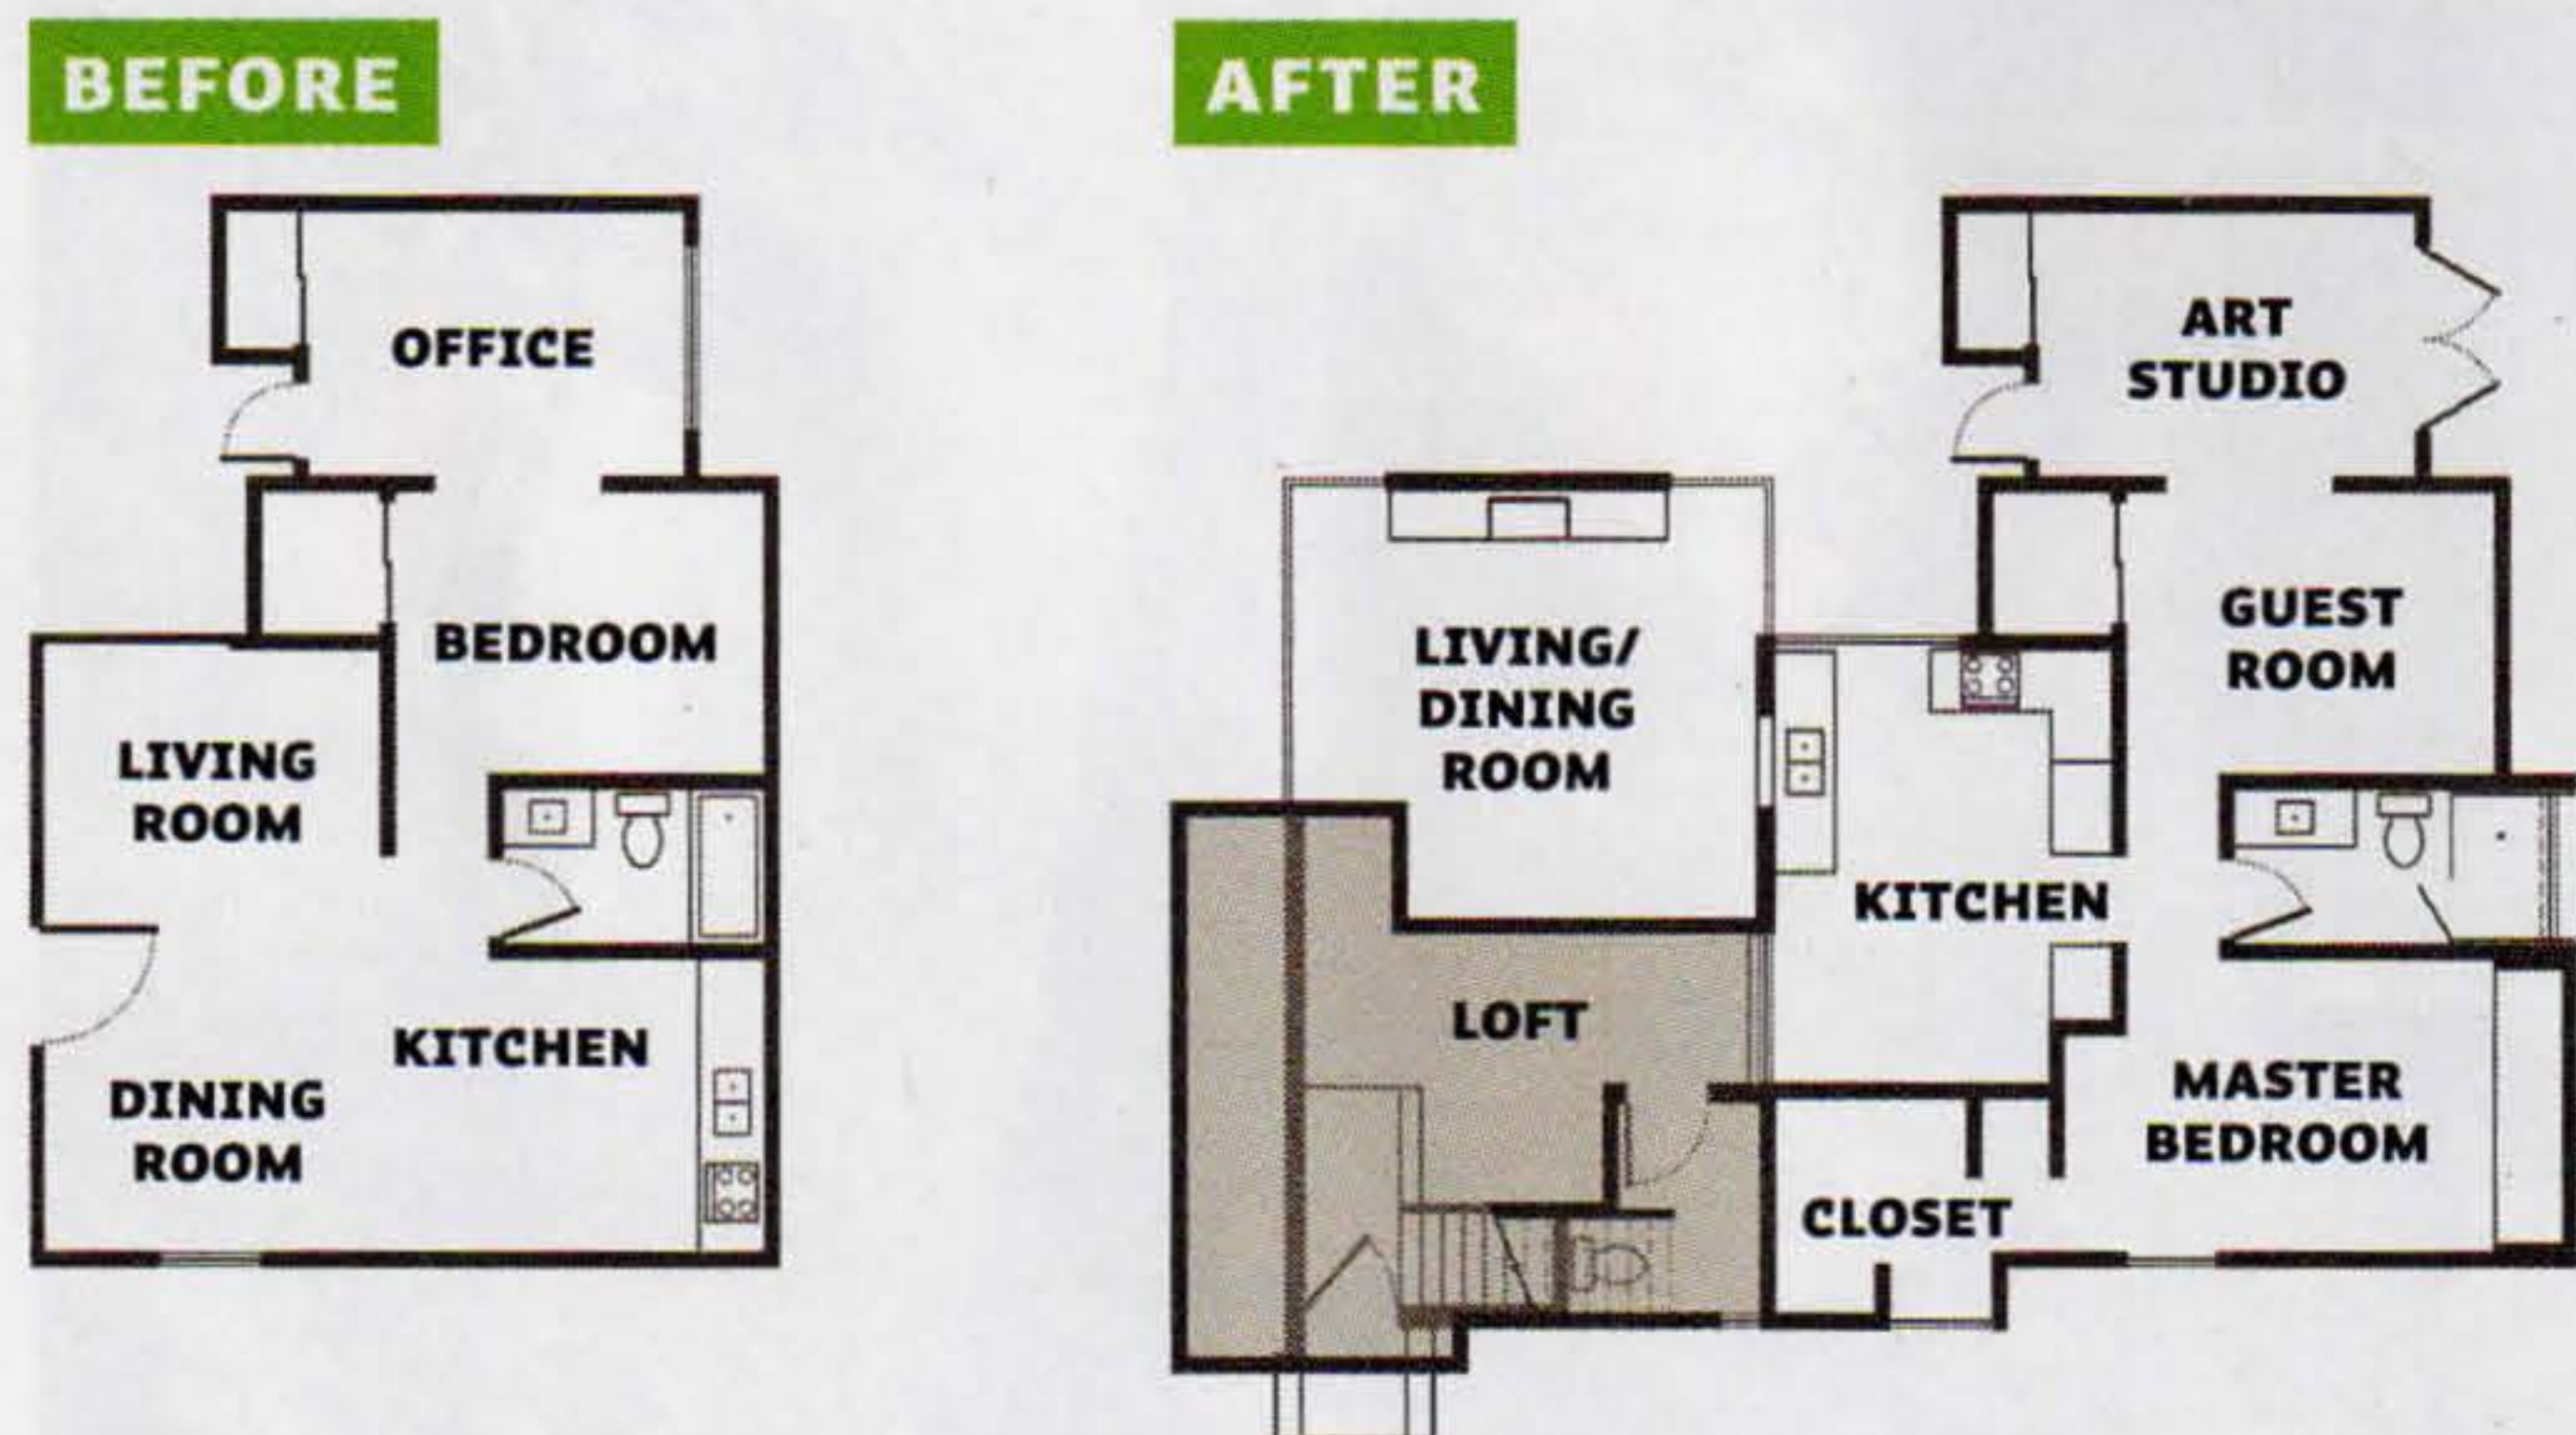 BEFORE
OFFICE
BEDROOM
LIVING
ROOM
KITCHEN
DINING
ROOM
AFTER
ART
STUDIO
GUEST
ROOM
LIVING/
DINING
ROOM
KITCHEN
LOFT
MASTER
BEDROOM
CLOSET